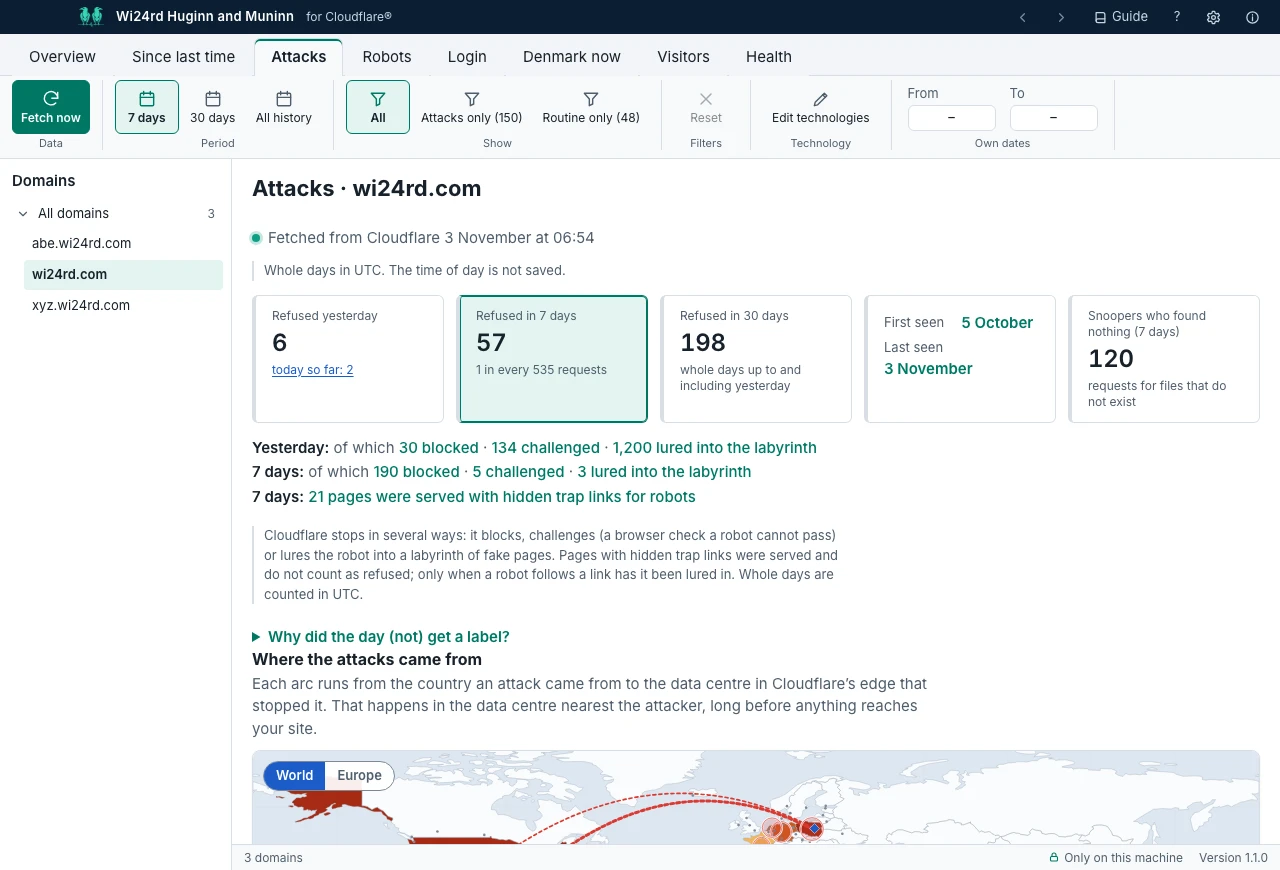 Wi24rd Huginn and Muninn for Cloudflare®
Guide ?
Overview Since last time Attacks Robots Login Denmark now Visitors Health
Fetch now
Data
7 days 30 days All history
Period
All Attacks only (150) Routine only (48)
Show
Reset
Filters
Edit technologies
Technology
From To
– –
Own dates
Domains
All domains 3
abe.wi24rd.com
wi24rd.com
xyz.wi24rd.com
Attacks · wi24rd.com
Fetched from Cloudflare 3 November at 06:54
Whole days in UTC. The time of day is not saved.
Refused yesterday
6
today so far: 2
Refused in 7 days
57
1 in every 535 requests
Refused in 30 days
198
whole days up to and
including yesterday
First seen 5 October
Last seen
3 November
Snoopers who found
nothing (7 days)
120
requests for files that do
not exist
Yesterday: of which 30 blocked · 134 challenged · 1,200 lured into the labyrinth
7 days: of which 190 blocked · 5 challenged · 3 lured into the labyrinth
7 days: 21 pages were served with hidden trap links for robots
Cloudflare stops in several ways: it blocks, challenges (a browser check a robot cannot pass)
or lures the robot into a labyrinth of fake pages. Pages with hidden trap links were served and
do not count as refused; only when a robot follows a link has it been lured in. Whole days are
counted in UTC.
Why did the day (not) get a label?
Where the attacks came from
Each arc runs from the country an attack came from to the data centre in Cloudflare’s edge that
stopped it. That happens in the data centre nearest the attacker, long before anything reaches
your site.
World Europe
3 domains
Only on this machine Version 1.1.0